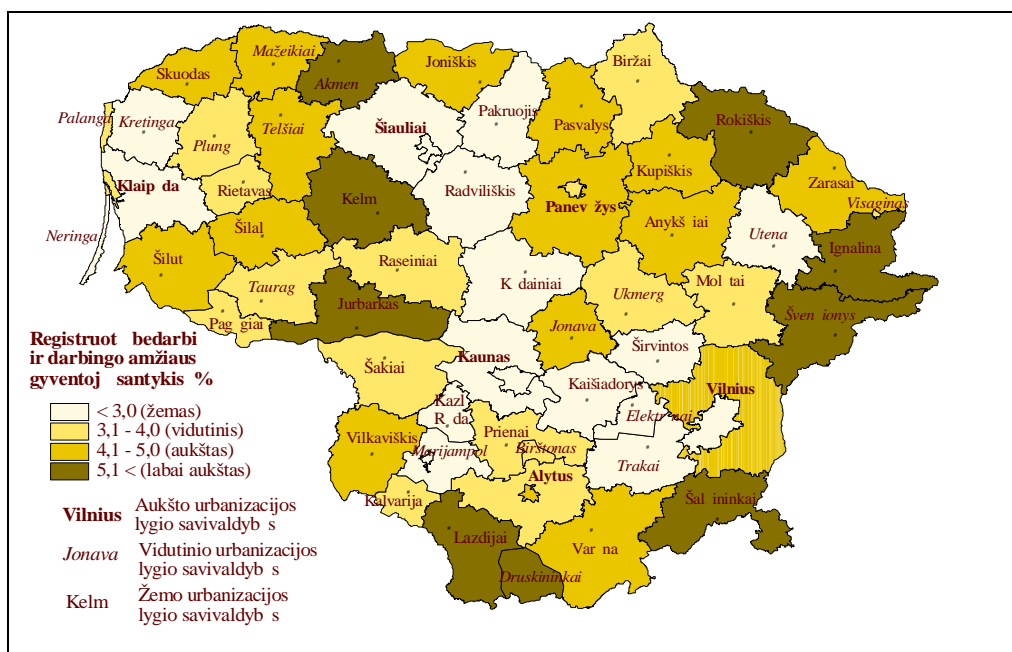 Mažeikiai
Skuodas
Akmen
Joniškis
Biržai
Palanga
Kretinga
Plung
Telšiai
Šiauliai
Pakruojis
Pasvalys
Rokiškis
Klaip da
Rietavas
Kelm
Radviliškis
Kupiškis
Zarasai
Panev žys
Visaginas
Neringa
Šilal
Anykš iai
Utena
Ignalina
Šilut
Raseiniai
K dainiai
Mol tai
Taurag
Ukmerg
Jurbarkas
Šven ionys
Pag giai
Jonava
Registruot bedarbi
ir darbingo amžiaus
gyventoj santykis %
Širvintos
Kaunas
Šakiai
Kaišiadorys
Vilnius
Kazl
R da
Elektr nai
< 3,0 (žemas)
3,1 - 4,0 (vidutinis)
4,1 - 5,0 (aukštas)
5,1 < (labai aukštas)
Vilkaviškis
Prienai
Birštonas
Marijampol
Trakai
Alytus
Kalvarija
Šal ininkai
Lazdijai
Var na
Druskininkai
Vilnius Aukšto urbanizacijos
lygio savivaldyb s
Jonava Vidutinio urbanizacijos
lygio savivaldyb s
Kelm Žemo urbanizacijos
lygio savivaldyb s